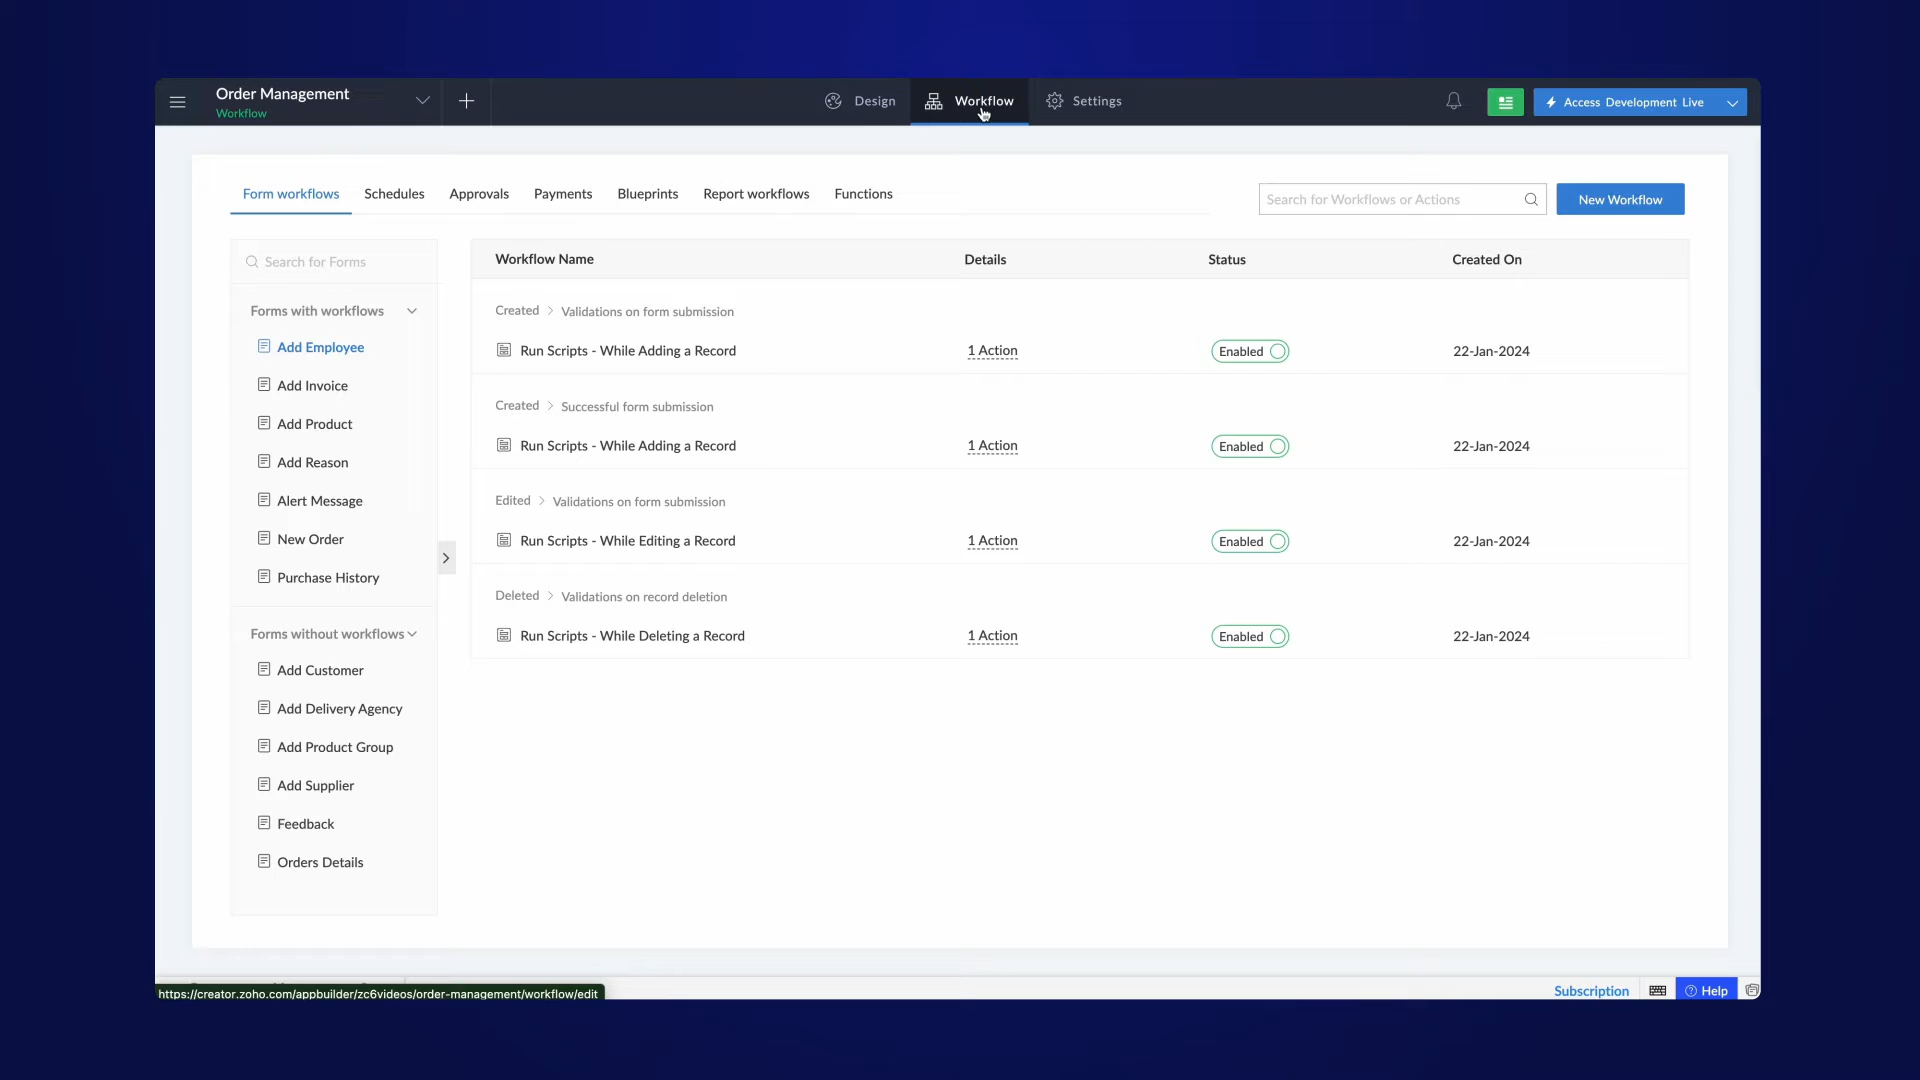 Order Management
Workflow
Design
Workflow
Settings
Access Development Live
Form workflows
Schedules
Approvals
Payments
Blueprints
Report workflows
Functions
Search for Workflows or Actions
New Workflow
Search for Forms
Forms with workflows
Add Employee
Add Invoice
Add Product
Add Reason
Alert Message
New Order
Purchase History
Forms without workflows
Add Customer
Add Delivery Agency
Add Product Group
Add Supplier
Feedback
Orders Details
Workflow Name Details Status Created On
Created > Validations on form submission
Run Scripts - While Adding a Record 1 Action Enabled 22-Jan-2024
Created > Successful form submission
Run Scripts - While Adding a Record 1 Action Enabled 22-Jan-2024
Edited > Validations on form submission
Run Scripts - While Editing a Record 1 Action Enabled 22-Jan-2024
Deleted > Validations on record deletion
Run Scripts - While Deleting a Record 1 Action Enabled 22-Jan-2024
https://creator.zoho.com/appbuilder/zc6videos/order-management/workflow/edit
Subscription
Help